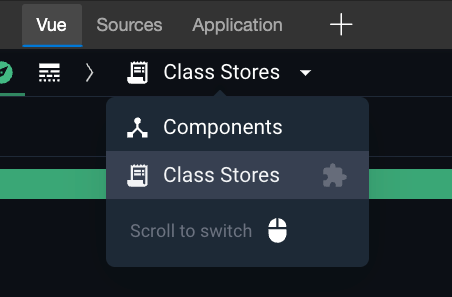 Vue Sources Application
Class Stores
Components
Class Stores
Scroll to switch